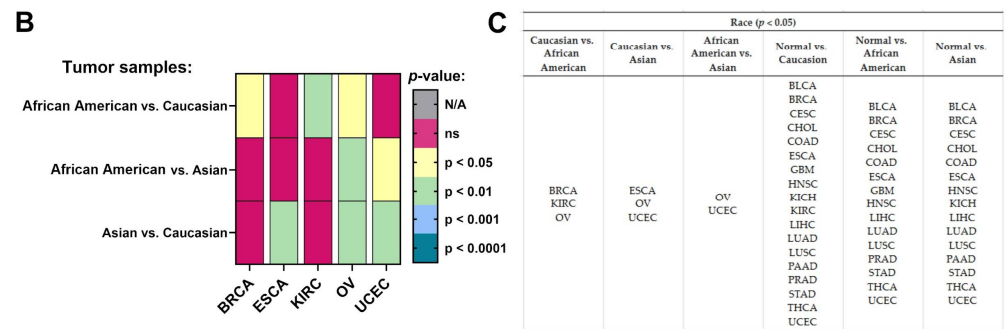 B
Tumor samples:
African American vs. Caucasian
African American vs. Asian
Asian vs. Caucasian
BRCA
ESCA
KIRC
OV
UCEC
p-value:
N/A
ns
p < 0.05
p < 0.01
p < 0.001
p < 0.0001
C
Race (p < 0.05)
Caucasian vs.
African
American
Caucasian vs.
Asian
African
American vs.
Asian
Normal vs.
Caucasion
Normal vs.
African
American
Normal vs.
Asian
BRCA
KIRC
OV
ESCA
OV
UCEC
OV
UCEC
BLCA
BRCA
CESC
CHOL
COAD
ESCA
GBM
HNSC
KICH
KIRC
LIHC
LUAD
LUSC
PAAD
PRAD
STAD
THCA
UCEC
BLCA
BRCA
CESC
CHOL
COAD
ESCA
GBM
HNSC
LIHC
LUAD
LUSC
PRAD
STAD
THCA
UCEC
BLCA
BRCA
CESC
CHOL
COAD
ESCA
HNSC
KICH
LIHC
LUAD
LUSC
PAAD
STAD
THCA
UCEC